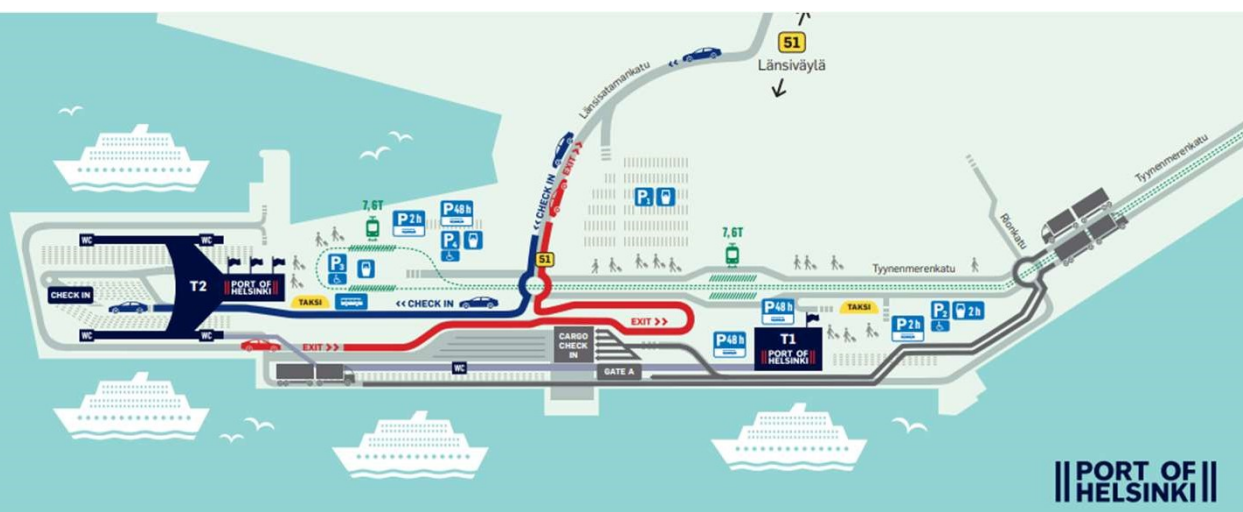 51
Länsiväylä
Länsisatamankatu
Tyynenmerenkatu
<< CHECK IN
EXIT >>
P1
7, 6T
P 2h
P 48h
P4
Rionkatu
WC
WC
7, 6T
51
P3
Tyynenmerenkatu
T2
PORT OF
HELSINKI
CHECK IN
TAKSI
<< CHECK IN
P 48h
TAKSI
P2
2h
P 2h
EXIT >>
WC
WC
EXIT >>
CARGO
CHECK
IN
P 48h
T1
PORT OF
HELSINKI
WC
GATE A
PORT OF
HELSINKI